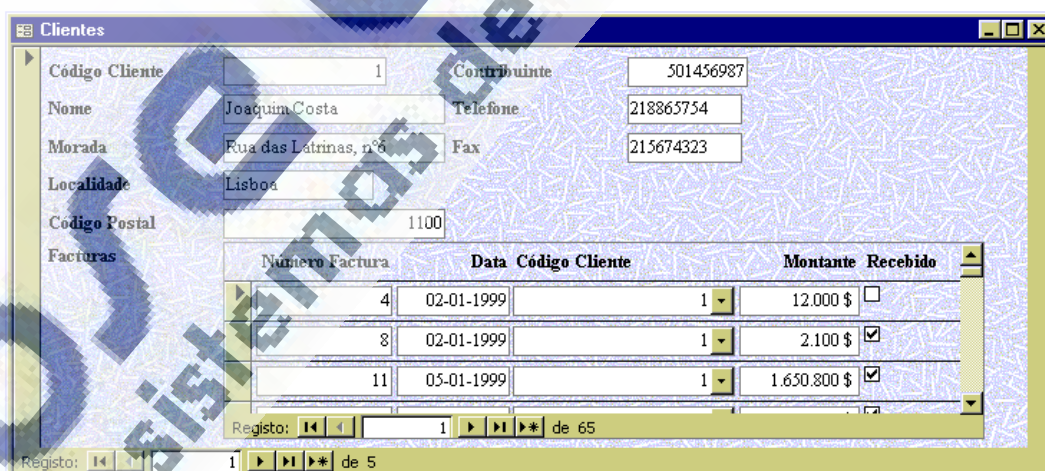 Clientes
Código Cliente 1 Contribuinte 501456987
Nome Joaquim Costa Telefone 218865754
Morada Rua das Latrinas, nº6 Fax 215674323
Localidade Lisboa
Código Postal 1100
Facturas
Número Factura Data Código Cliente Montante Recebido
4 02-01-1999 1 12.000 $
8 02-01-1999 1 2.100 $
11 05-01-1999 1 1.650.800 $
Registo: 1 de 65
Registo: 1 de 5
sistemas de